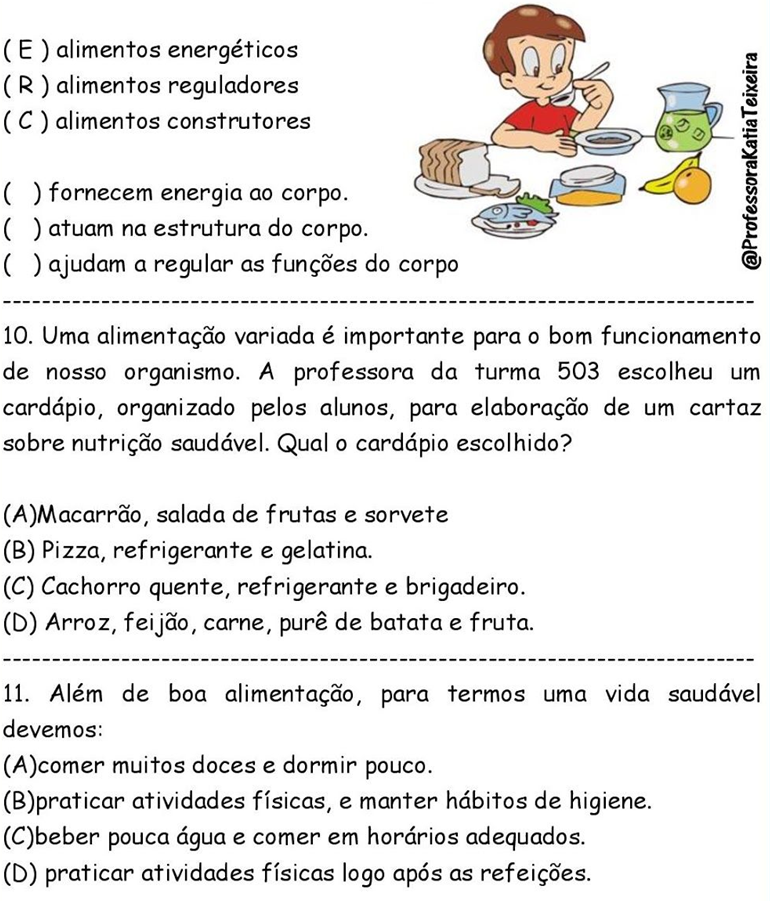 ( E ) alimentos energéticos
( R ) alimentos reguladores
( C ) alimentos construtores
@ProfessoraKatiaTeixeira
(   ) fornecem energia ao corpo.
(   ) atuam na estrutura do corpo.
(   ) ajudam a regular as funções do corpo
10. Uma alimentação variada é importante para o bom funcionamento
de nosso organismo. A professora da turma 503 escolheu um
cardápio, organizado pelos alunos, para elaboração de um cartaz
sobre nutrição saudável. Qual o cardápio escolhido?
(A)Macarrão, salada de frutas e sorvete
(B) Pizza, refrigerante e gelatina.
(C) Cachorro quente, refrigerante e brigadeiro.
(D) Arroz, feijão, carne, purê de batata e fruta.
11. Além de boa alimentação, para termos uma vida saudável
devemos:
(A)comer muitos doces e dormir pouco.
(B)praticar atividades físicas, e manter hábitos de higiene.
(C)beber pouca água e comer em horários adequados.
(D) praticar atividades físicas logo após as refeições.